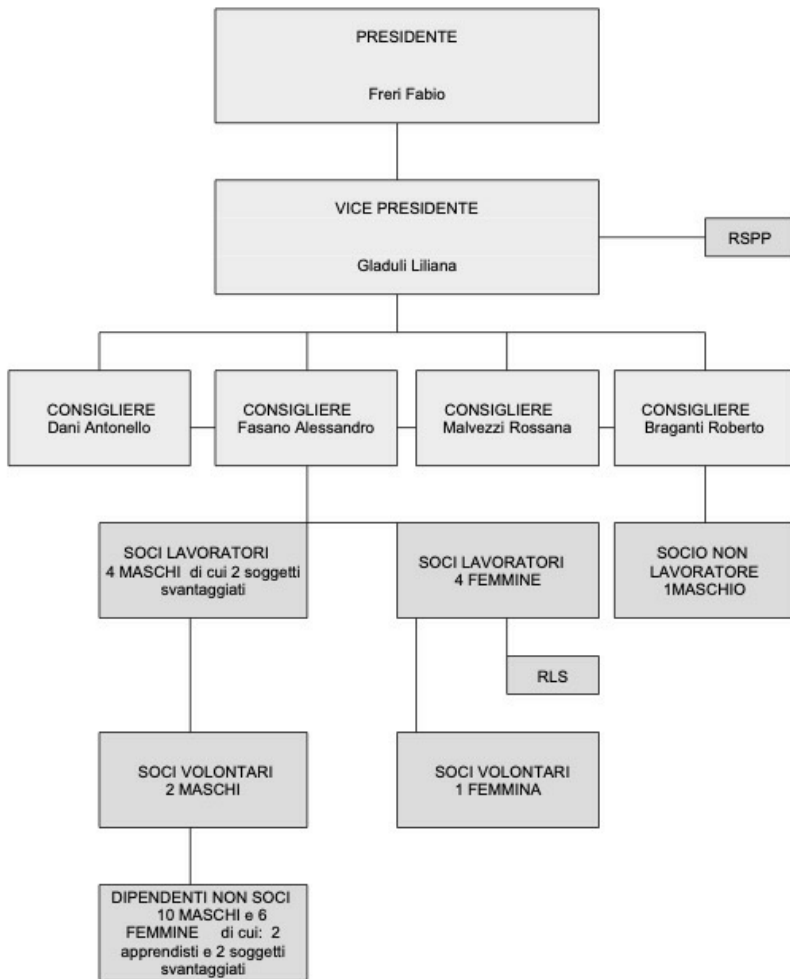 PRESIDENTE
Freri Fabio
VICE PRESIDENTE
Gladuli Liliana
RSPP
CONSIGLIERE
Dani Antonello
CONSIGLIERE
Fasano Alessandro
CONSIGLIERE
Malvezzi Rossana
CONSIGLIERE
Braganti Roberto
SOCI LAVORATORI
4 MASCHI di cui 2 soggetti
svantaggiati
SOCI LAVORATORI
4 FEMMINE
SOCIO NON
LAVORATORE
1MASCHIO
RLS
SOCI VOLONTARI
2 MASCHI
SOCI VOLONTARI
1 FEMMINA
DIPENDENTI NON SOCI
10 MASCHI e 6
FEMMINE di cui: 2
apprendisti e 2 soggetti
svantaggiati